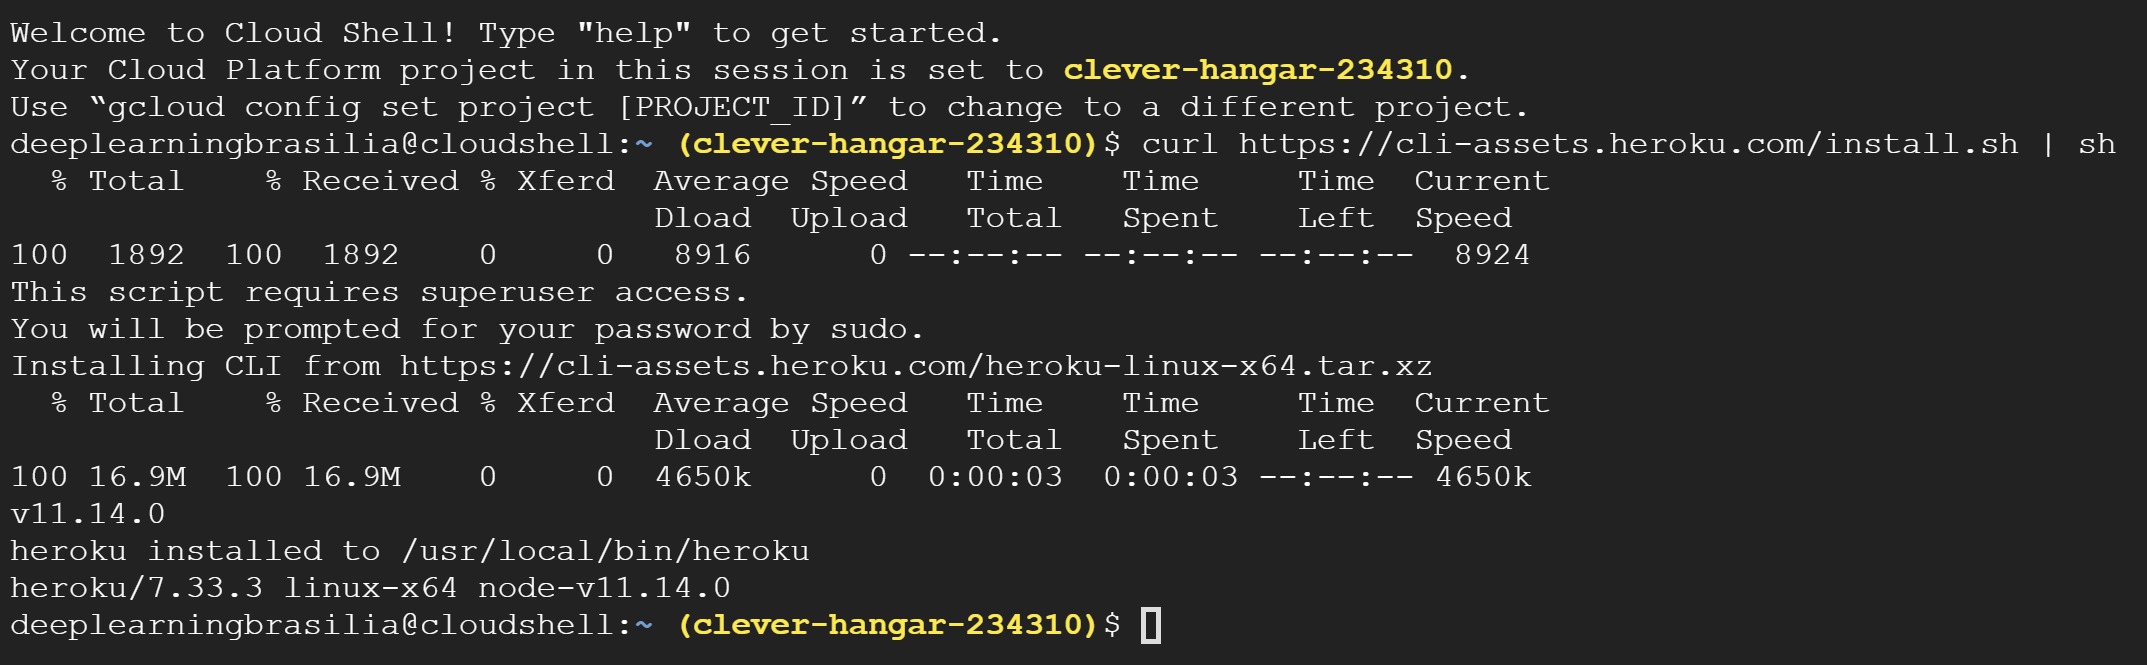 Welcome to Cloud Shell! Type "help" to get started.
Your Cloud Platform project in this session is set to clever-hangar-234310.
Use “gcloud config set project [PROJECT_ID]” to change to a different project.
deeplearningbrasilia@cloudshell:~ (clever-hangar-234310)$ curl https://cli-assets.heroku.com/install.sh | sh
  % Total    % Received % Xferd  Average Speed   Time    Time     Time  Current
                                 Dload  Upload   Total   Spent    Left  Speed
100  1892  100  1892    0     0   8916      0 --:--:-- --:--:-- --:--:--  8924
This script requires superuser access.
You will be prompted for your password by sudo.
Installing CLI from https://cli-assets.heroku.com/heroku-linux-x64.tar.xz
  % Total    % Received % Xferd  Average Speed   Time    Time     Time  Current
                                 Dload  Upload   Total   Spent    Left  Speed
100 16.9M  100 16.9M    0     0  4650k      0  0:00:03  0:00:03 --:--:-- 4650k
v11.14.0
heroku installed to /usr/local/bin/heroku
heroku/7.33.3 linux-x64 node-v11.14.0
deeplearningbrasilia@cloudshell:~ (clever-hangar-234310)$